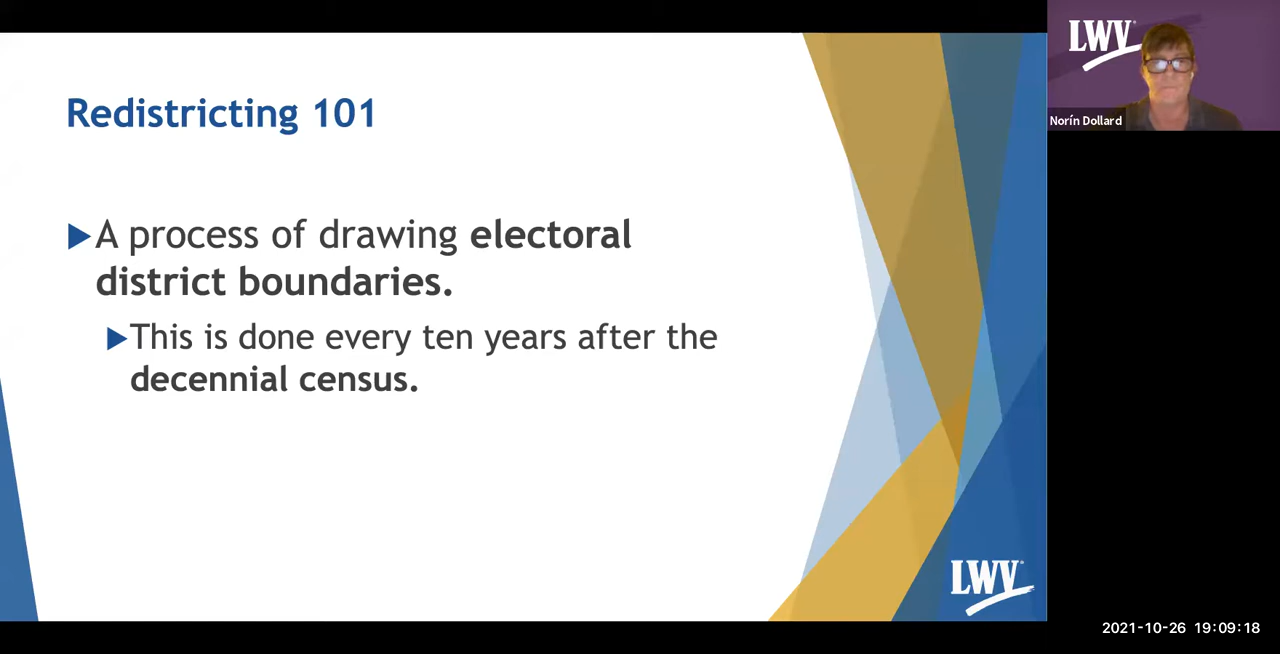 Redistricting 101
A process of drawing electoral
district boundaries.
This is done every ten years after the
decennial census.
LWV
LWV
Norín Dollard
2021-10-26 19:09:18